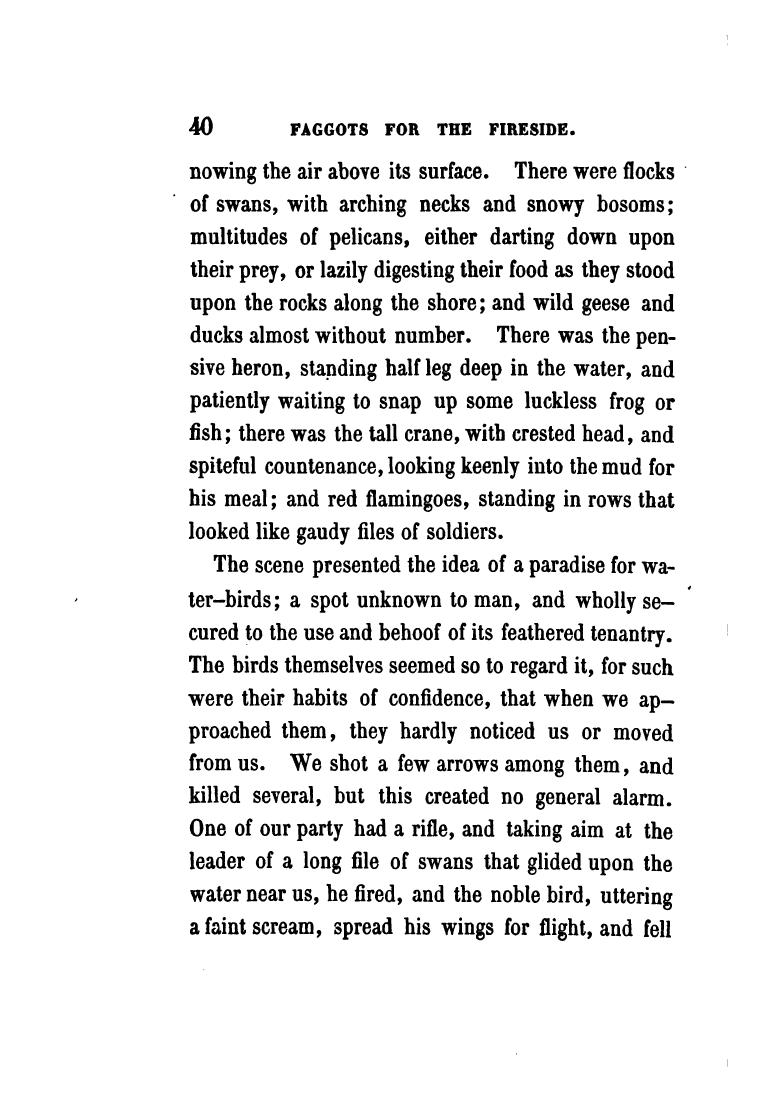 40 FAGGOTS FOR THE FIRESIDE.
nowing the air above its surface. There were flocks
of swans, with arching necks and snowy bosoms;
multitudes of pelicans, either darting down upon
their prey, or lazily digesting their food as they stood
upon the rocks along the shore; and wild geese and
ducks almost without number. There was the pen-
sive heron, standing half leg deep in the water, and
patiently waiting to snap up some luckless frog or
fish; there was the tall crane, with crested head, and
spiteful countenance, looking keenly into the mud for
his meal; and red flamingoes, standing in rows that
looked like gaudy files of soldiers.
The scene presented the idea of a paradise for wa-
ter-birds; a spot unknown to man, and wholly se-
cured to the use and behoof of its feathered tenantry.
The birds themselves seemed so to regard it, for such
were their habits of confidence, that when we ap-
proached them, they hardly noticed us or moved
from us. We shot a few arrows among them, and
killed several, but this created no general alarm.
One of our party had a rifle, and taking aim at the
leader of a long file of swans that glided upon the
water near us, he fired, and the noble bird, uttering
a faint scream, spread his wings for flight, and fell